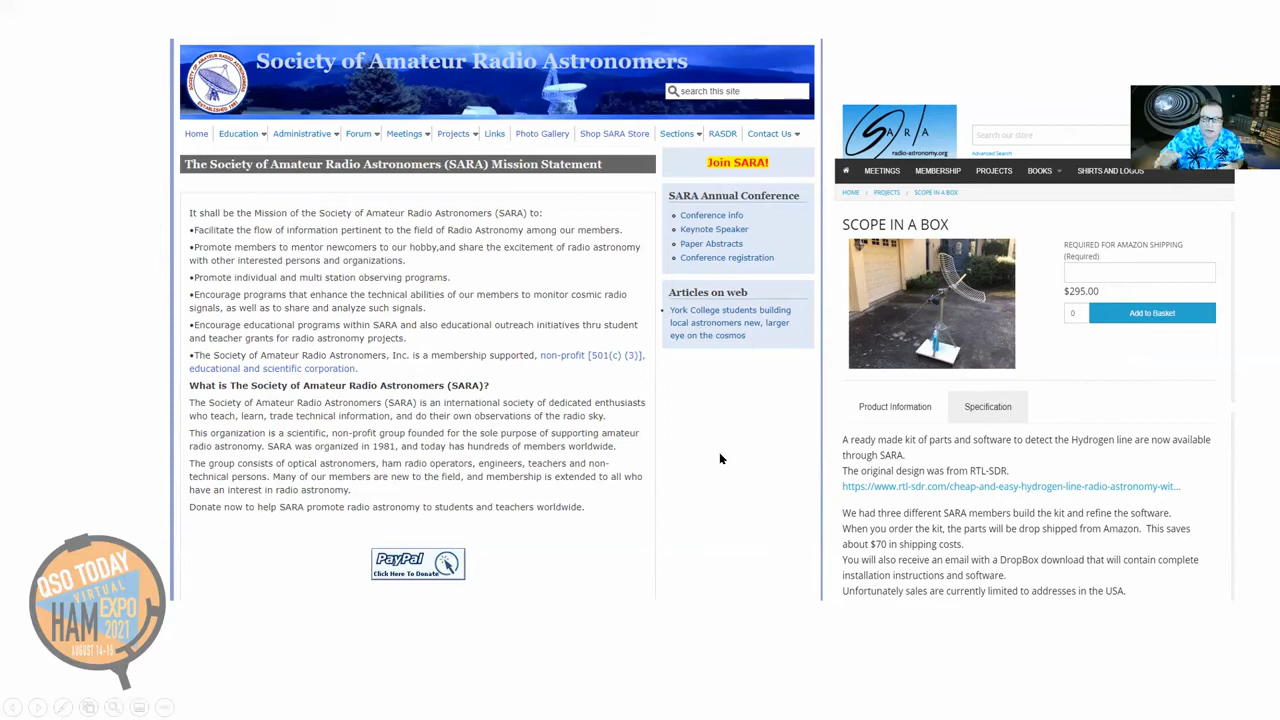 Society of Amateur Radio Astronomers
search this site
Home Education Administrative Forum Meetings Projects Links Photo Gallery Shop SARA Store Sections RASDR Contact Us
The Society of Amateur Radio Astronomers (SARA) Mission Statement
It shall be the Mission of the Society of Amateur Radio Astronomers (SARA) to:
•Facilitate the flow of information pertinent to the field of Radio Astronomy among our members.
•Promote members to mentor newcomers to our hobby,and share the excitement of radio astronomy
with other interested persons and organizations.
•Promote individual and multi station observing programs.
•Encourage programs that enhance the technical abilities of our members to monitor cosmic radio
signals, as well as to share and analyze such signals.
•Encourage educational programs within SARA and also educational outreach initiatives thru student
and teacher grants for radio astronomy projects.
•The Society of Amateur Radio Astronomers, Inc. is a membership supported, non-profit [501(c) (3)],
educational and scientific corporation.
What is The Society of Amateur Radio Astronomers (SARA)?
The Society of Amateur Radio Astronomers (SARA) is an international society of dedicated enthusiasts
who teach, learn, trade technical information, and do their own observations of the radio sky.
This organization is a scientific, non-profit group founded for the sole purpose of supporting amateur
radio astronomy. SARA was organized in 1981, and today has hundreds of members worldwide.
The group consists of optical astronomers, ham radio operators, engineers, teachers and non-
technical persons. Many of our members are new to the field, and membership is extended to all who
have an interest in radio astronomy.
Donate now to help SARA promote radio astronomy to students and teachers worldwide.
PayPal
Click Here To Donate
Join SARA!
SARA Annual Conference
Conference info
Keynote Speaker
Paper Abstracts
Conference registration
Articles on web
York College students building
local astronomers new, larger
eye on the cosmos
SARA
radio-astronomy.org
Search our store
Advanced Search
MEETINGS MEMBERSHIP PROJECTS BOOKS SHIRTS AND LOGOS
HOME PROJECTS SCOPE IN A BOX
SCOPE IN A BOX
REQUIRED FOR AMAZON SHIPPING
(Required)
$295.00
0 Add to Basket
Product Information Specification
A ready made kit of parts and software to detect the Hydrogen line are now available
through SARA.
The original design was from RTL-SDR.
https://www.rtl-sdr.com/cheap-and-easy-hydrogen-line-radio-astronomy-wit...
We had three different SARA members build the kit and refine the software.
When you order the kit, the parts will be drop shipped from Amazon. This saves
about $70 in shipping costs.
You will also receive an email with a DropBox download that will contain complete
installation instructions and software.
Unfortunately sales are currently limited to addresses in the USA.
QSO TODAY
VIRTUAL
HAM EXPO
2021
AUGUST 14-15